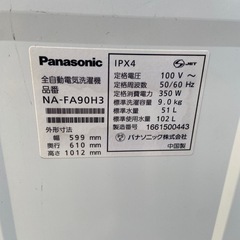 Panasonic
全自動電気洗濯機
品番
NA-FA90H3
外形寸法
幅 599 mm
奥行 610 mm
高さ 1012 mm
IPX4
JET
定格電圧 100 V~
定格周波数 50/60 Hz
定格消費電力 350 W
標準洗濯容量 9.0kg
標準水量 51 L
標準使用水量 102 L
製造番号 1661500443
パナソニック株式会社
中国製